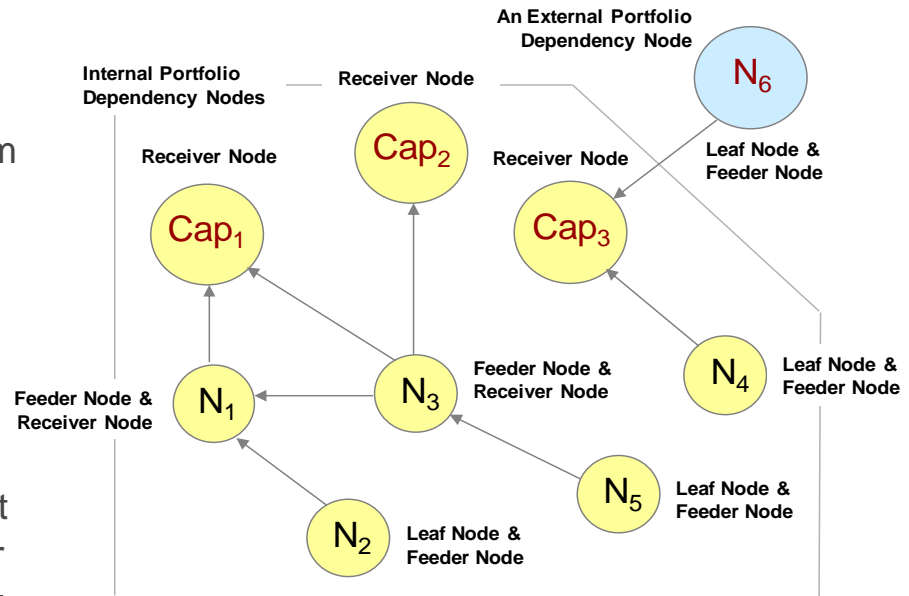 An External Portfolio
Dependency Node
N6
Internal Portfolio
Dependency Nodes
Receiver Node
Cap2
Receiver Node
Cap1
Receiver Node
Cap3
Leaf Node &
Feeder Node
Feeder Node &
Receiver Node
N1
N3
Feeder Node &
Receiver Node
N4
Leaf Node &
Feeder Node
N5
Leaf Node &
Feeder Node
N2
Leaf Node &
Feeder Node